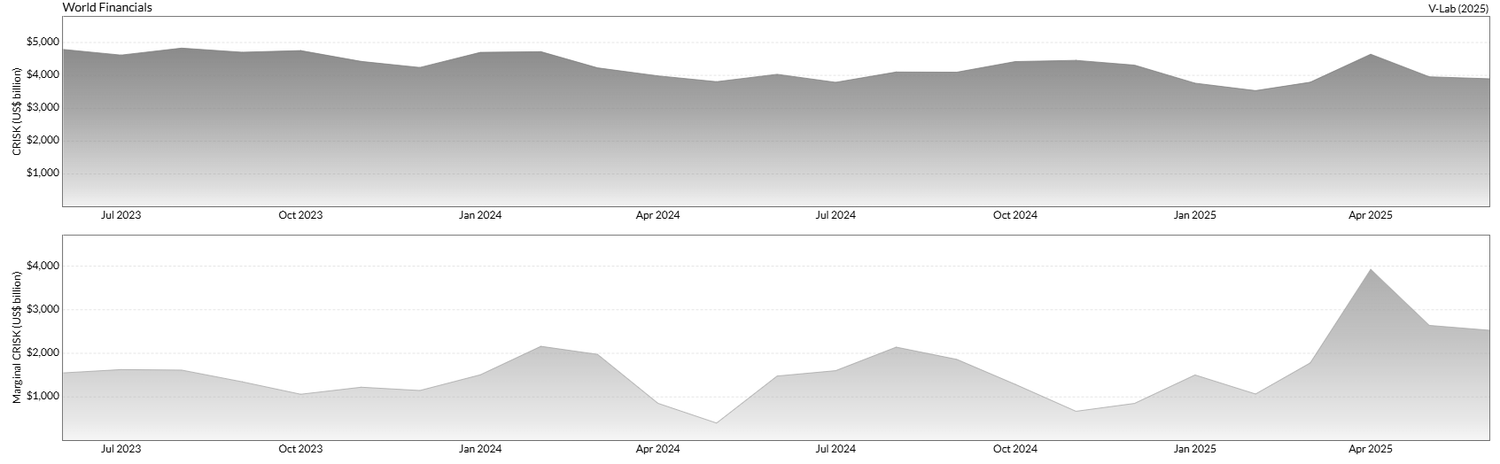 World Financials
V-Lab (2025)
CRISK (US$ billion)
$5,000
$4,000
$3,000
$2,000
$1,000
Jul 2023 Oct 2023 Jan 2024 Apr 2024 Jul 2024 Oct 2024 Jan 2025 Apr 2025
Marginal CRISK (US$ billion)
$4,000
$3,000
$2,000
$1,000
Jul 2023 Oct 2023 Jan 2024 Apr 2024 Jul 2024 Oct 2024 Jan 2025 Apr 2025